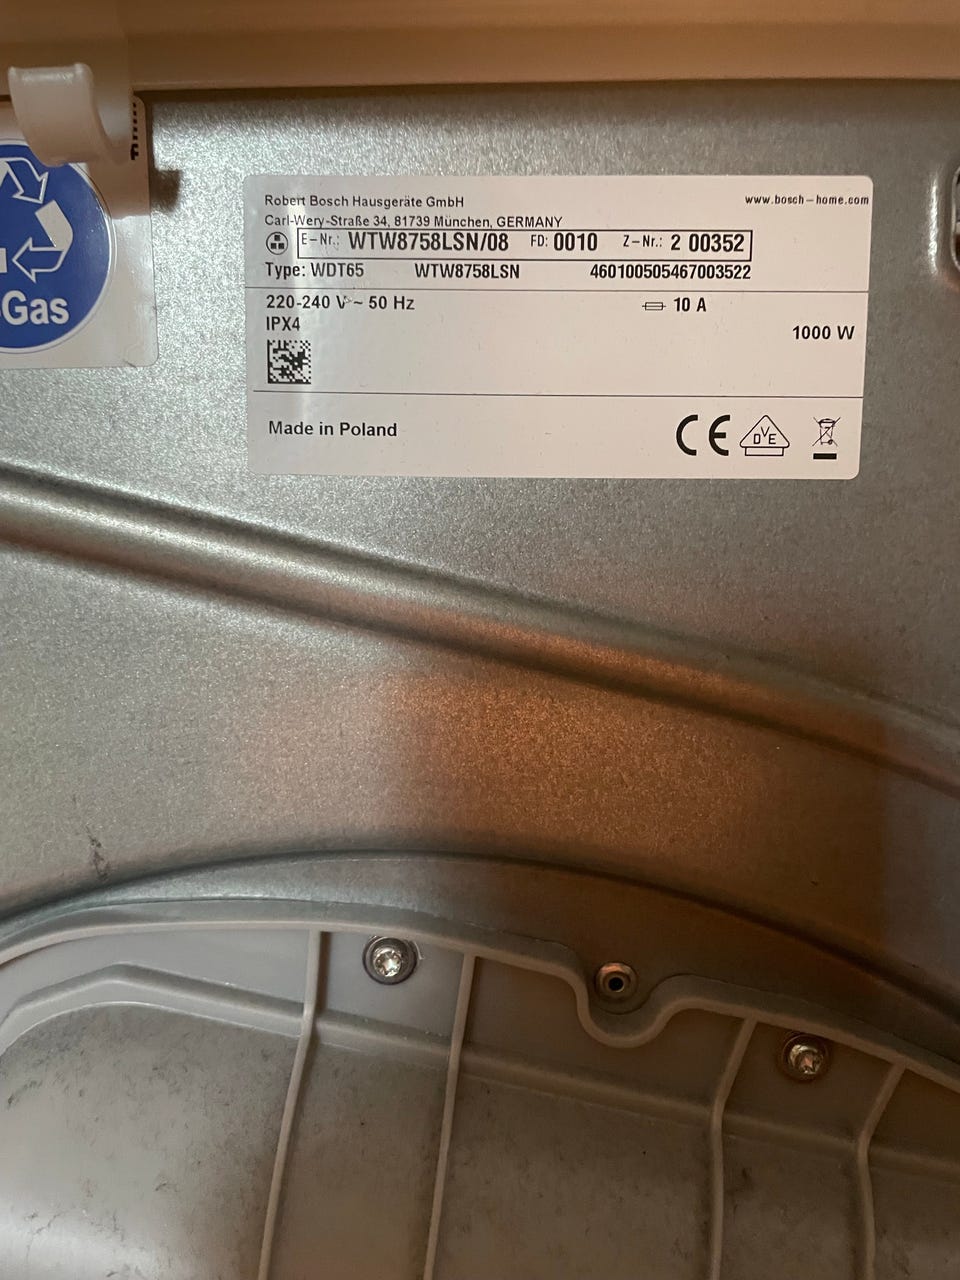 Robert Bosch Hausgeräte GmbH
www.bosch-home.com
Carl-Wery-Straße 34, 81739 München, GERMANY
E-Nr.: WTW8758LSN/08 FD: 0010 Z-Nr.: 2 00352
Type: WDT65 WTW8758LSN 460100505467003522
220-240 V ~ 50 Hz
10 A
IPX4
1000 W
Made in Poland
CE
DVE
Gas